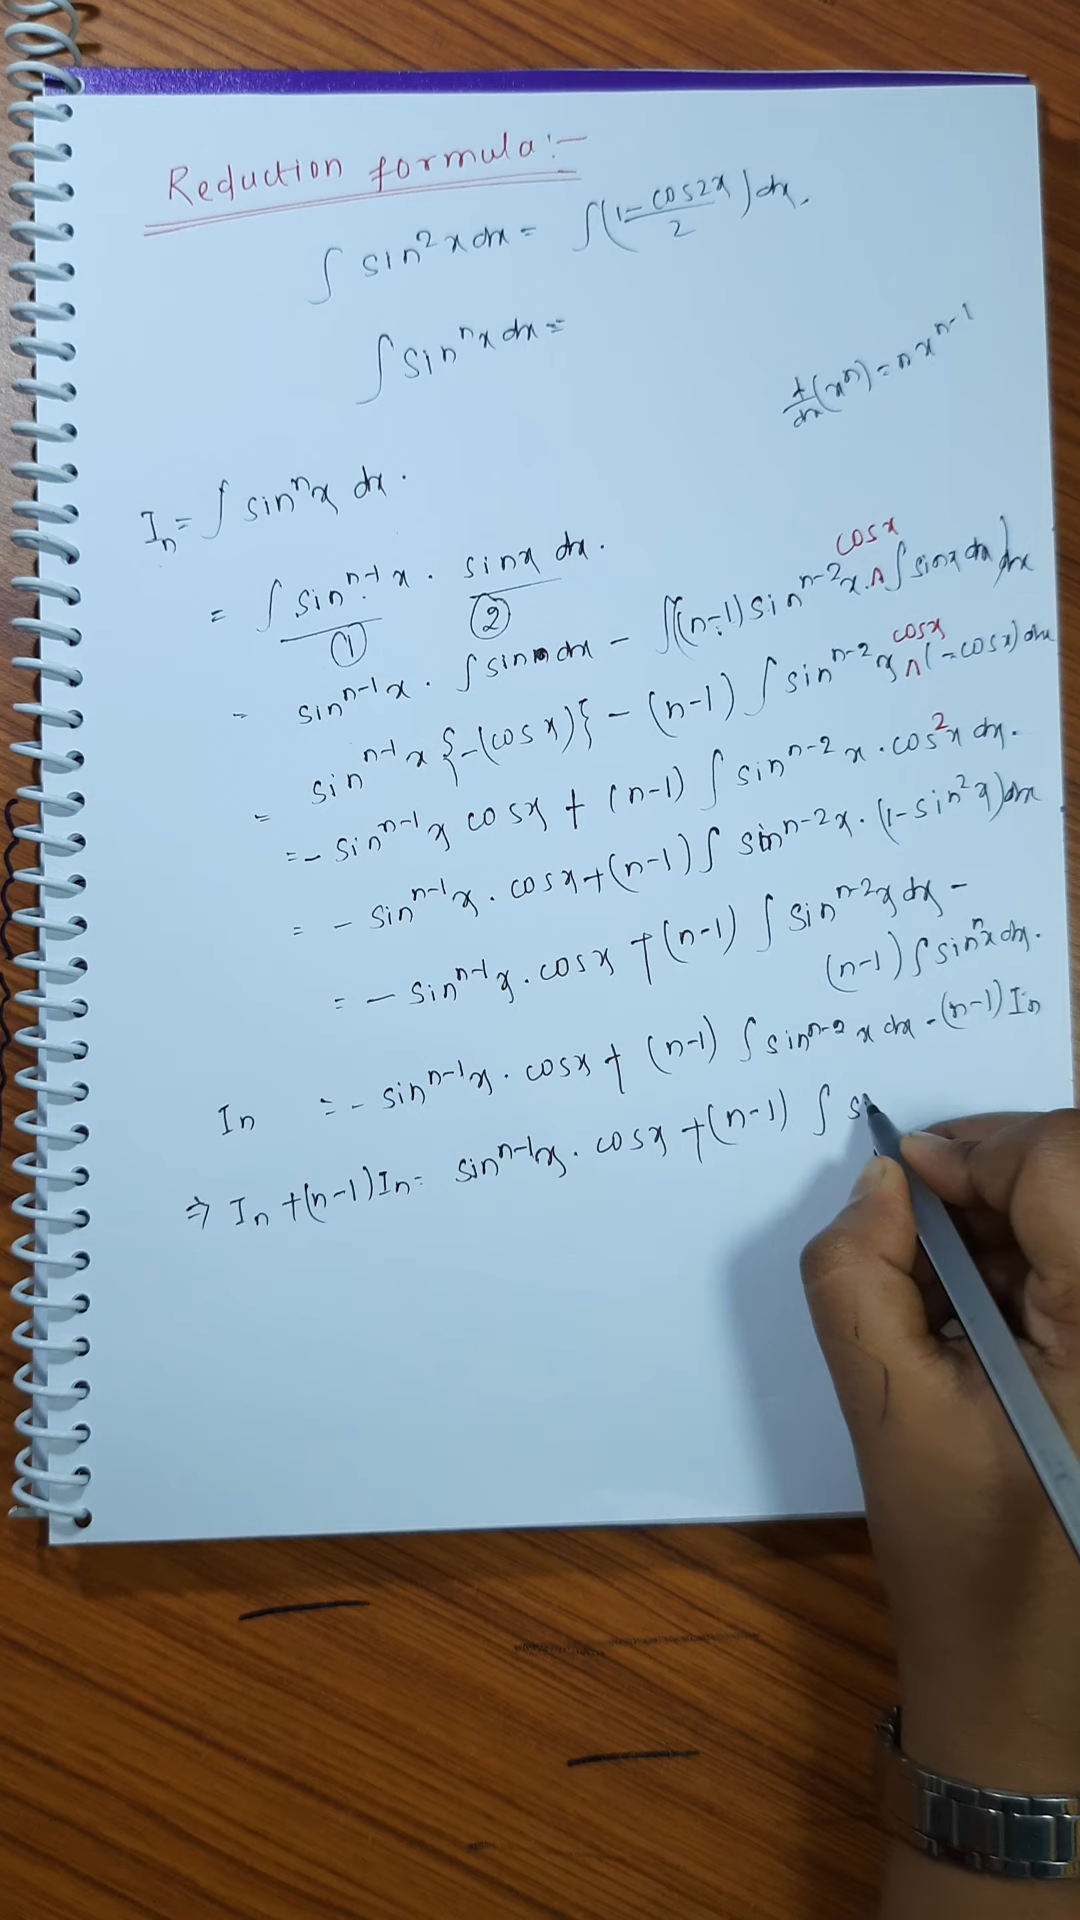 Reduction formula:-
∫ sin²x dx = ∫(1-cos2x/2)dx.
∫ sinⁿx dx =
d/dx(xⁿ) = n xⁿ⁻¹
Iₙ = ∫ sinⁿx dx.
= ∫ sinⁿ⁻¹x . sinx dx.
① ②
cosx
= sinⁿ⁻¹x . ∫ sinx dx - ∫((n-1) sinⁿ⁻²x . ∧ ∫ sinx dx) dx
cosx
= sinⁿ⁻¹x {-(cosx)} - (n-1) ∫ sinⁿ⁻²x ∧ (-cosx) dx
= - sinⁿ⁻¹x cosx + (n-1) ∫ sinⁿ⁻²x . cos²x dx.
= - sinⁿ⁻¹x . cosx + (n-1) ∫ sinⁿ⁻²x . (1-sin²x) dx
= - sinⁿ⁻¹x . cosx + (n-1) ∫ sinⁿ⁻²x dx -
(n-1) ∫ sinⁿx dx.
Iₙ = - sinⁿ⁻¹x . cosx + (n-1) ∫ sinⁿ⁻²x dx - (n-1) Iₙ
⇒ Iₙ + (n-1) Iₙ = sinⁿ⁻¹x . cosx + (n-1) ∫ s